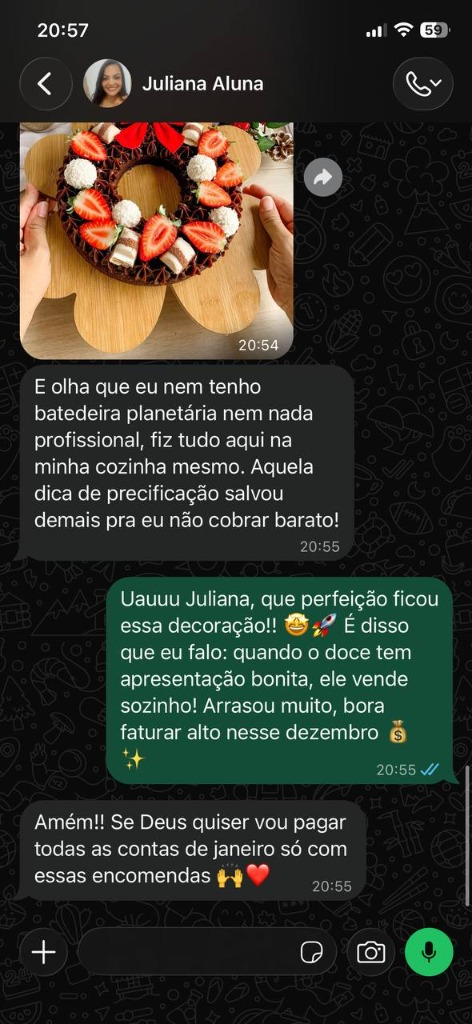 20:57
59
Juliana Aluna
20:54
E olha que eu nem tenho
batedeira planetária nem nada
profissional, fiz tudo aqui na
minha cozinha mesmo. Aquela
dica de precificação salvou
demais pra eu não cobrar barato!
20:55
Uauuu Juliana, que perfeição ficou
essa decoração!! 🤩🚀 É disso
que eu falo: quando o doce tem
apresentação bonita, ele vende
sozinho! Arrasou muito, bora
faturar alto nesse dezembro 💰
✨
20:55
Amém!! Se Deus quiser vou pagar
todas as contas de janeiro só com
essas encomendas 🙌❤️
20:55